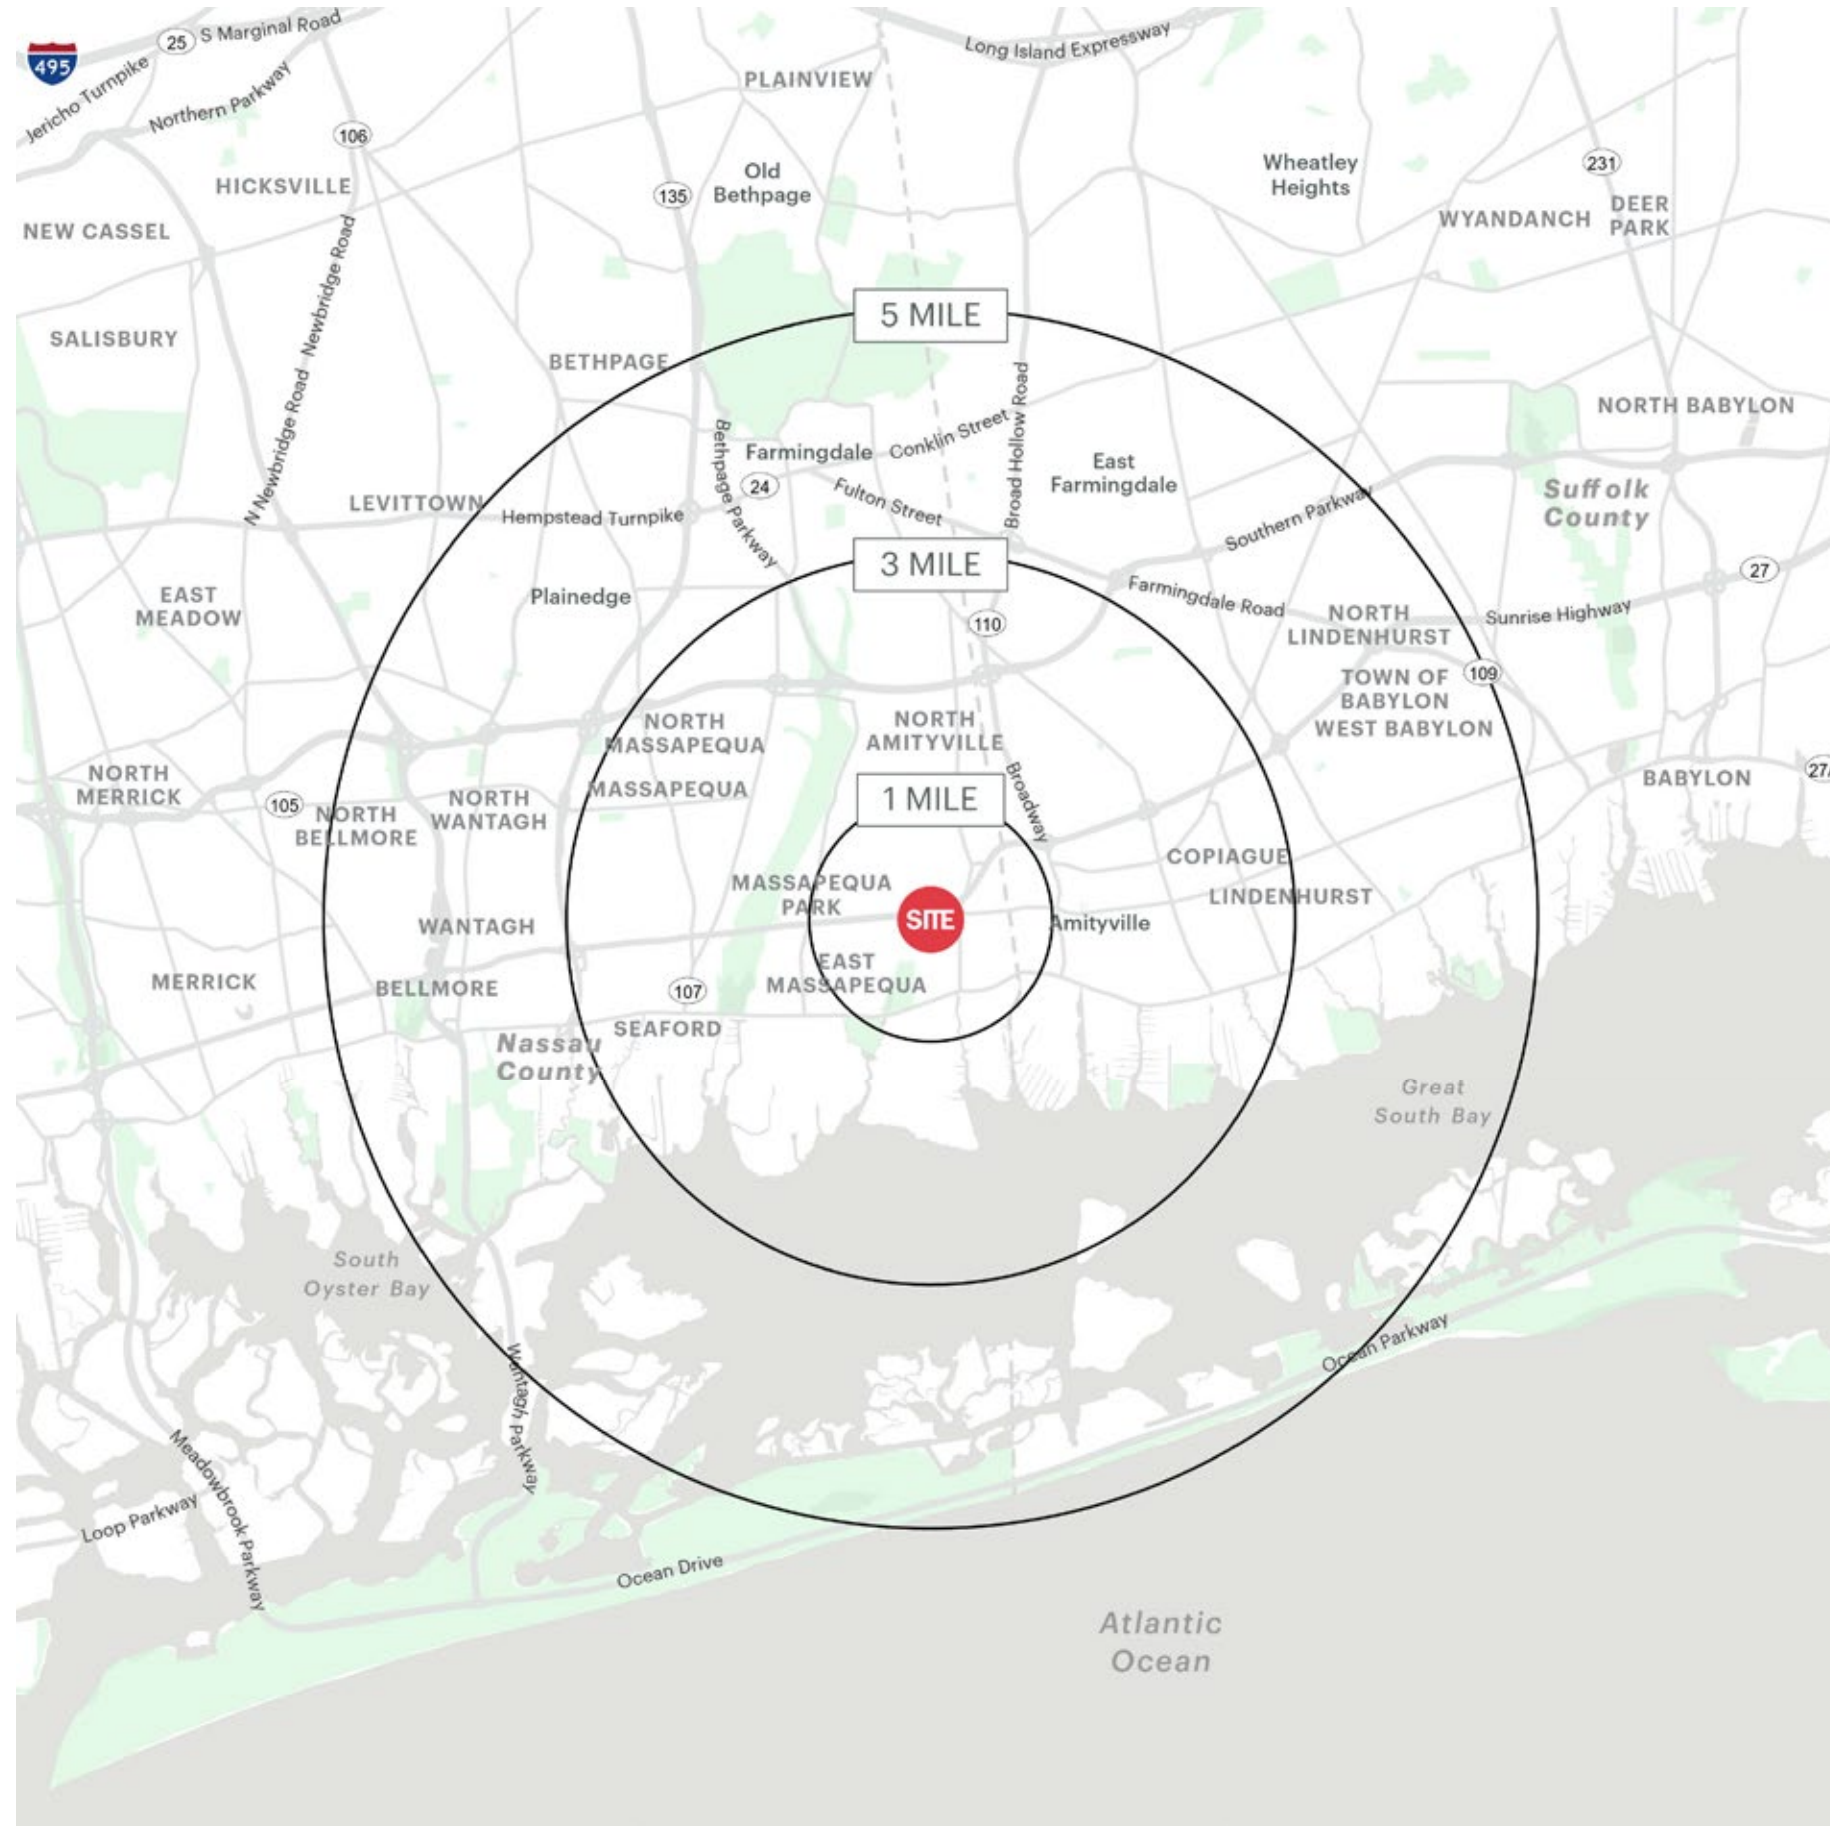 S Marginal Road
25
495
Jericho Turnpike
Northern Parkway
Long Island Expressway
PLAINVIEW
106
HICKSVILLE
135
Old
Bethpage
Wheatley
Heights
231
NEW CASSEL
WYANDANCH
DEER
PARK
Newbridge Road
SALISBURY
5 MILE
BETHPAGE
N Newbridge Road
Broad Hollow Road
NORTH BABYLON
Bethpage Parkway
Farmingdale
Conklin Street
24
East
Farmingdale
LEVITTOWN
Hempstead Turnpike
Fulton Street
Southern Parkway
Suffolk
County
3 MILE
27
EAST
MEADOW
Plainedge
Farmingdale Road
110
NORTH
LINDENHURST
Sunrise Highway
109
TOWN OF
BABYLON
WEST BABYLON
NORTH
MASSAPEQUA
NORTH
AMITYVILLE
NORTH
MERRICK
MASSAPEQUA
1 MILE
Broadway
BABYLON
27A
105
NORTH
BELLMORE
NORTH
WANTAGH
COPIAGUE
MASSAPEQUA
PARK
LINDENHURST
WANTAGH
SITE
Amityville
EAST
MASSAPEQUA
MERRICK
BELLMORE
107
SEAFORD
Nassau
County
Great
South Bay
South
Oyster Bay
Ocean Parkway
Wantagh Parkway
Meadowbrook Parkway
Loop Parkway
Ocean Drive
Atlantic
Ocean